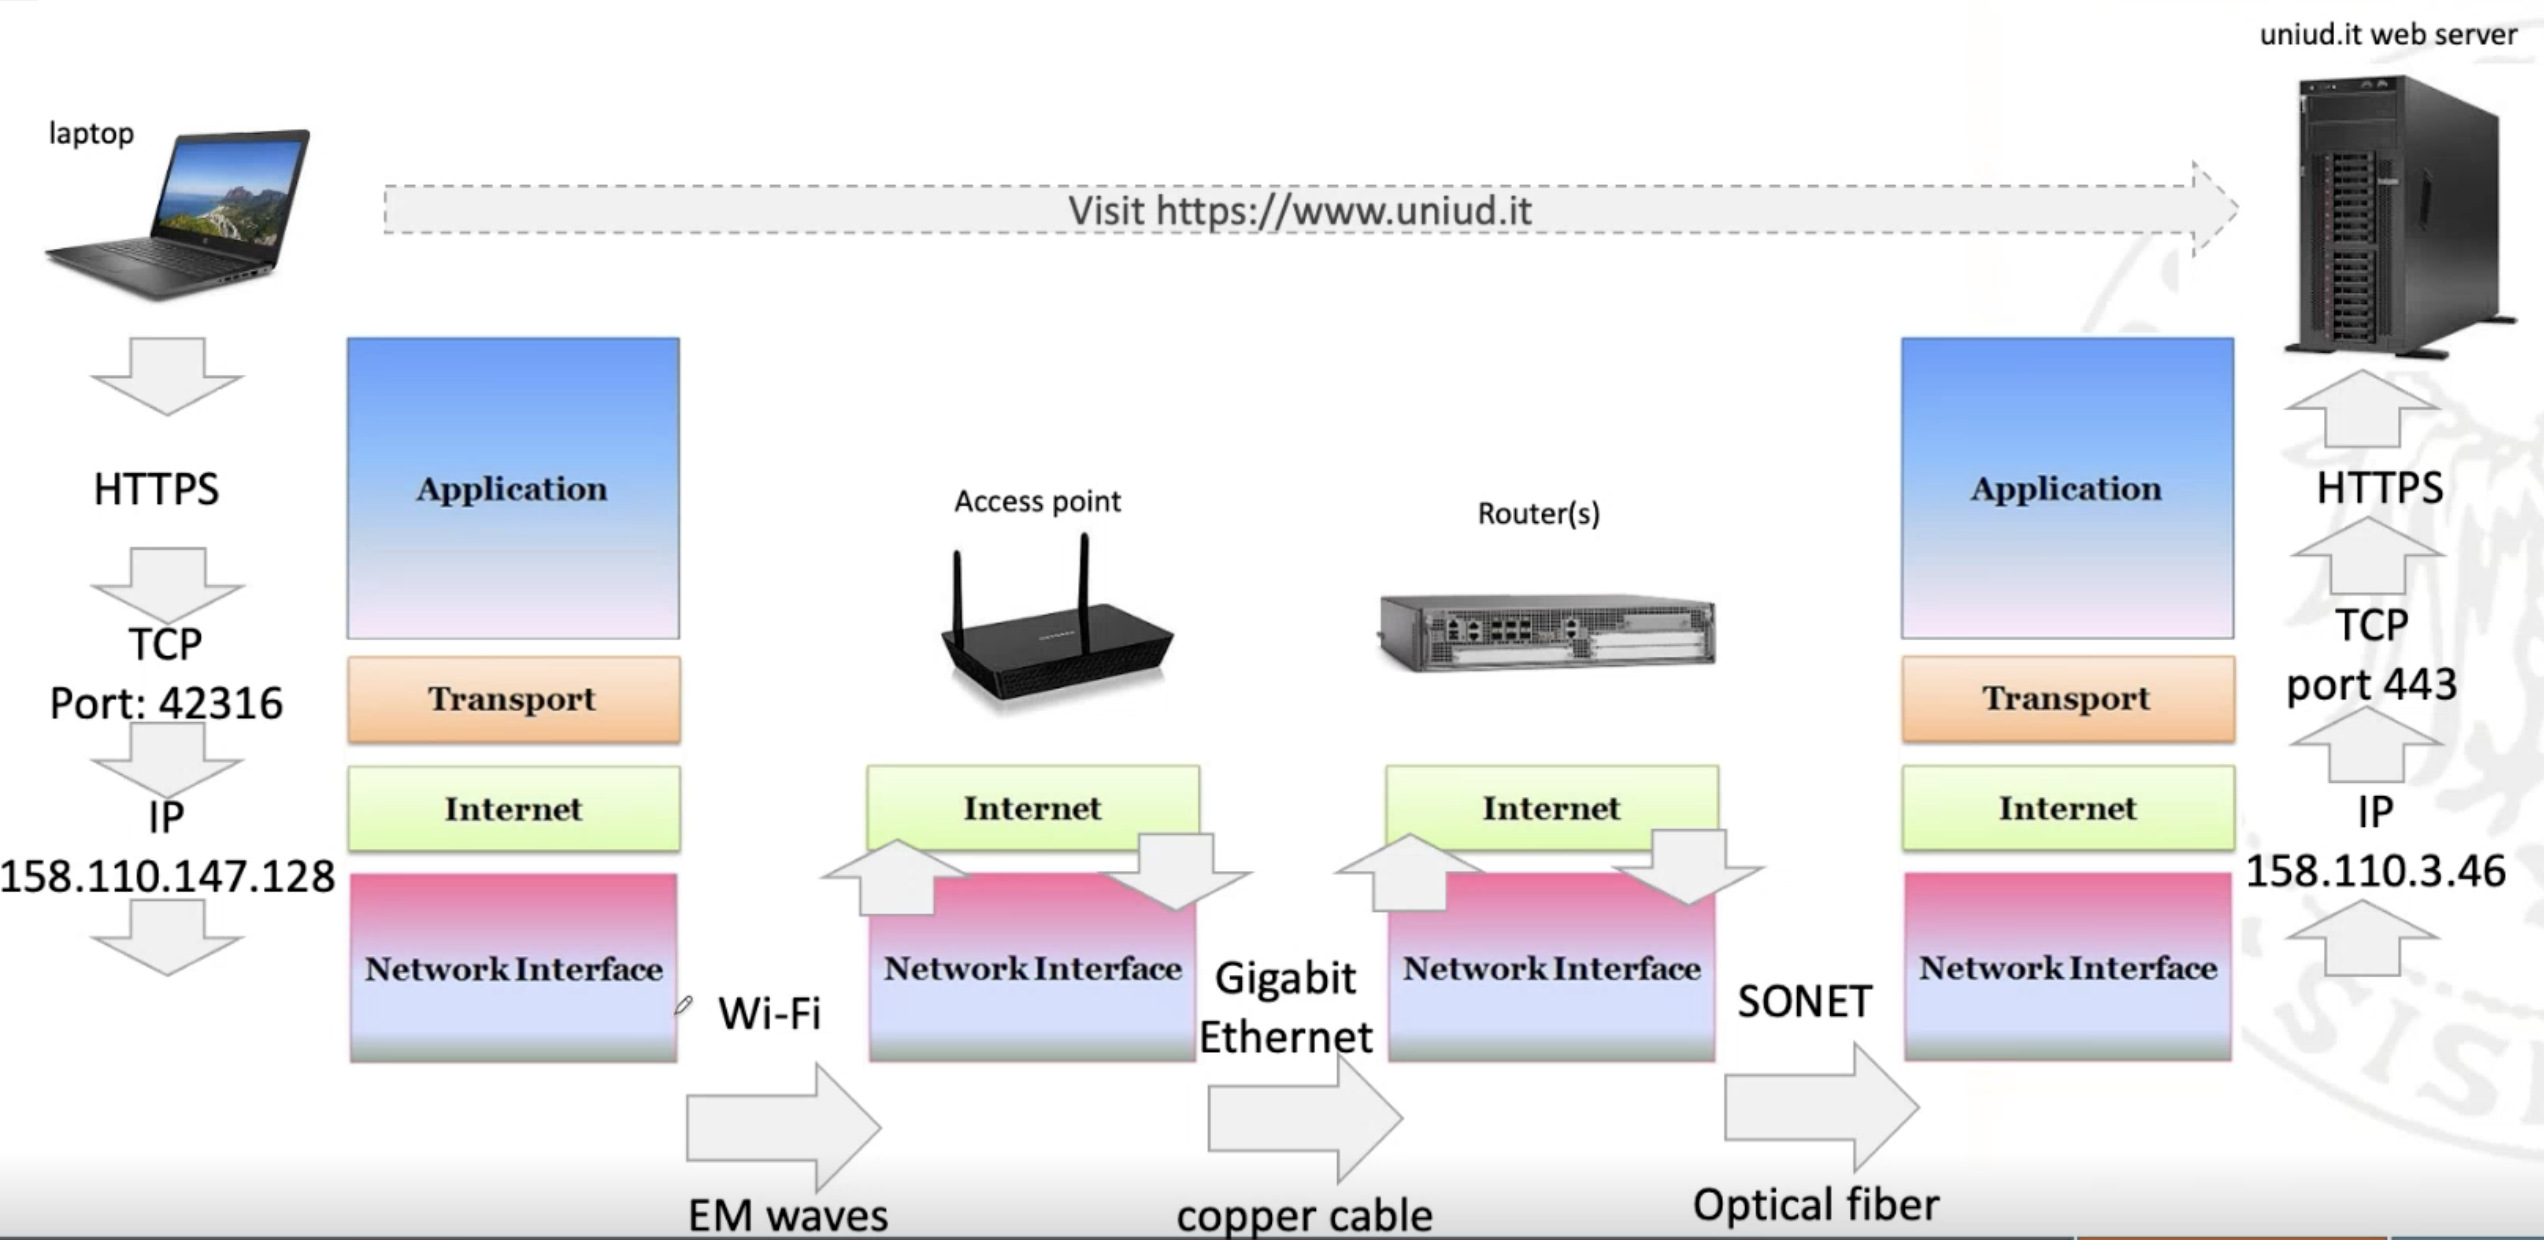 uniud.it web server
laptop
Visit https://www.uniud.it
HTTPS
TCP
Port: 42316
IP
158.110.147.128
Application
Transport
Internet
Network Interface
Wi-Fi
EM waves
Access point
Internet
Network Interface
Gigabit
Ethernet
copper cable
Router(s)
Internet
Network Interface
SONET
Optical fiber
Application
Transport
Internet
Network Interface
HTTPS
TCP
port 443
IP
158.110.3.46